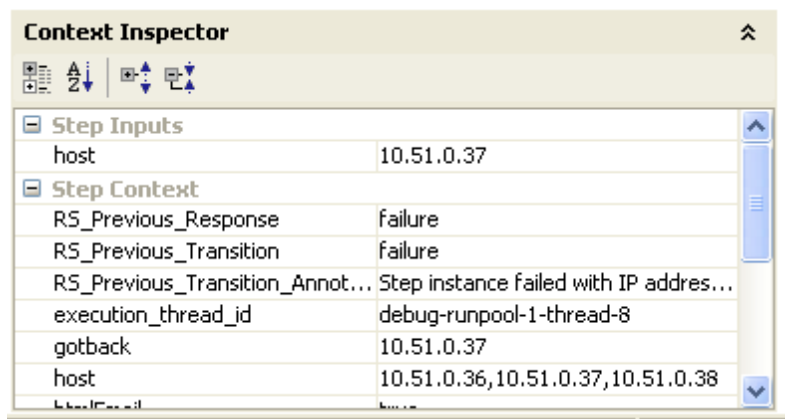 Context Inspector
Step Inputs
host 10.51.0.37
Step Context
RS_Previous_Response failure
RS_Previous_Transition failure
RS_Previous_Transition_Annot... Step instance failed with IP addres...
execution_thread_id debug-runpool-1-thread-8
gotback 10.51.0.37
host 10.51.0.36,10.51.0.37,10.51.0.38